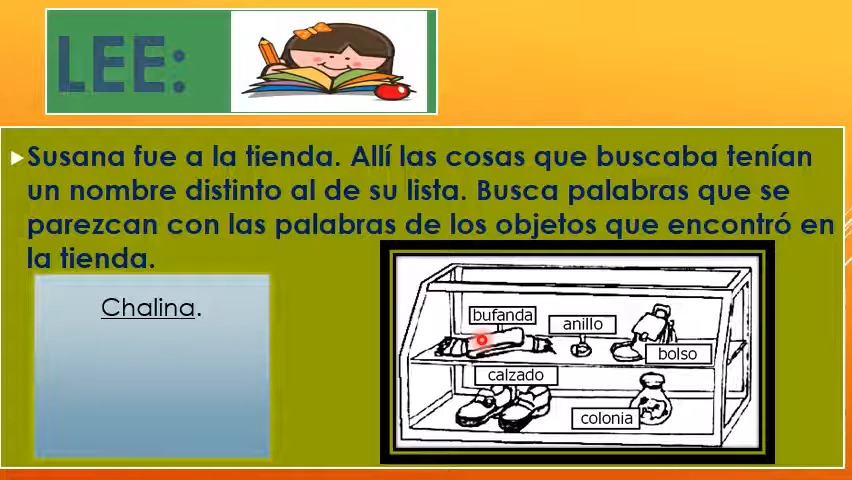 LEE:
Susana fue a la tienda. Allí las cosas que buscaba tenían
un nombre distinto al de su lista. Busca palabras que se
parezcan con las palabras de los objetos que encontró en
la tienda.
Chalina.
bufanda
anillo
bolso
calzado
colonia